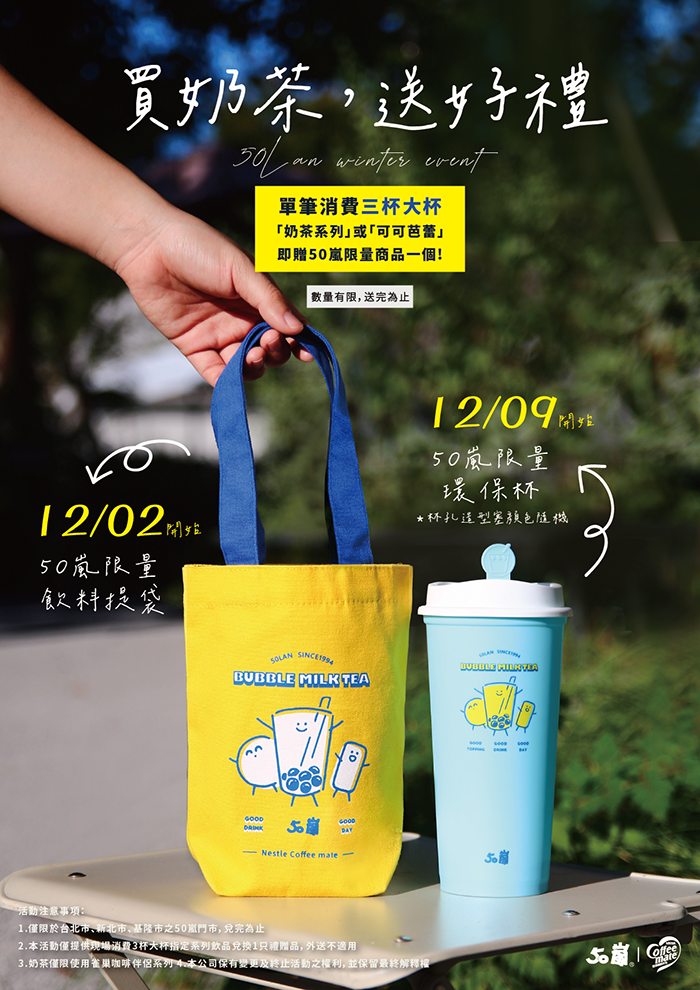 買奶茶，送好禮
50Lan winter event
單筆消費三杯大杯
「奶茶系列」或「可可芭蕾」
即贈50嵐限量商品一個!
數量有限，送完為止
12/09開始
50嵐限量
環保杯
*杯孔造型塞顏色隨機
12/02開始
50嵐限量
飲料提袋
50LAN SINCE1994
BUBBLE MILK TEA
GOOD DRINK
50嵐
GOOD DAY
Nestle Coffee mate
50LAN SINCE1994
BUBBLE MILK TEA
GOOD TOPPING
GOOD DRINK
GOOD DAY
50嵐
活動注意事項:
1.僅限於台北市、新北市、基隆市之50嵐門市，兌完為止
2.本活動僅提供現場消費3杯大杯指定系列飲品兌換1只禮贈品，外送不適用
3.奶茶僅限使用雀巢咖啡伴侶系列 4.本公司保有變更及終止活動之權利，並保留最終解釋權
50嵐® | Coffee mate